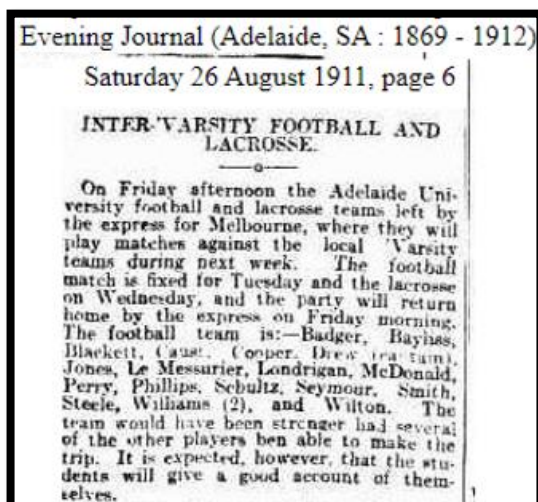 Evening Journal (Adelaide, SA : 1869 - 1912)
Saturday 26 August 1911, page 6
INTER-'VARSITY FOOTBALL AND
LACROSSE.
On Friday afternoon the Adelaide Uni-
versity football and lacrosse teams left by
the express for Melbourne, where they will
play matches against the local 'Varsity
teams during next week. The football
match is fixed for Tuesday and the lacrosse
on Wednesday, and the party will return
home by the express on Friday morning.
The football team is:—Badger, Bayliss,
Blackett, Caust, Cooper, Drew (captain),
Jones, Le Messurier, Londrigan, McDonald,
Perry, Phillips, Schultz, Seymour, Smith,
Steele, Williams (2), and Wilton. The
team would have been stronger had several
of the other players ben able to make the
trip. It is expected, however, that the stu-
dents will give a good account of them-
selves.